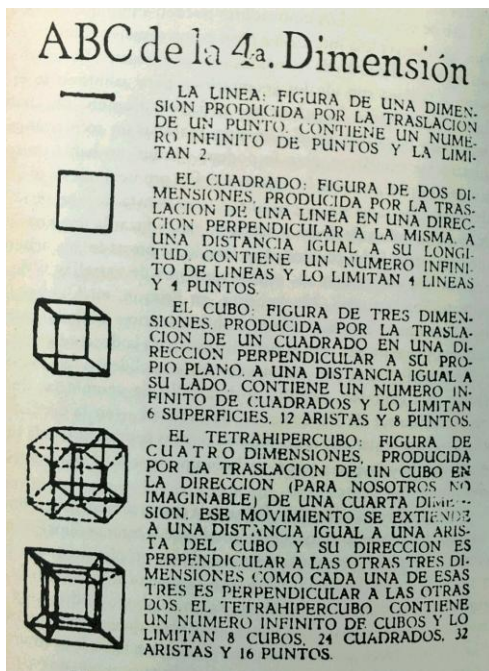 ABC de la 4a. Dimensión
LA LINEA: FIGURA DE UNA DIMEN-
SION PRODUCIDA POR LA TRASLACION
DE UN PUNTO. CONTIENE UN NUME-
RO INFINITO DE PUNTOS Y LA LIMI-
TAN 2.
EL CUADRADO: FIGURA DE DOS DI-
MENSIONES, PRODUCIDA POR LA TRAS-
LACION DE UNA LINEA EN UNA DIREC-
CION PERPENDICULAR A LA MISMA, A
UNA DISTANCIA IGUAL A SU LONGI-
TUD. CONTIENE UN NUMERO INFINI-
TO DE LINEAS Y LO LIMITAN 4 LINEAS
Y 4 PUNTOS.
EL CUBO: FIGURA DE TRES DIMEN-
SIONES, PRODUCIDA POR LA TRASLA-
CION DE UN CUADRADO EN UNA DI-
RECCION PERPENDICULAR A SU PRO-
PIO PLANO, A UNA DISTANCIA IGUAL A
SU LADO. CONTIENE UN NUMERO IN-
FINITO DE CUADRADOS Y LO LIMITAN
6 SUPERFICIES, 12 ARISTAS Y 8 PUNTOS.
EL TETRAHIPERCUBO: FIGURA DE
CUATRO DIMENSIONES, PRODUCIDA
POR LA TRASLACION DE UN CUBO EN
LA DIRECCION (PARA NOSOTROS NO
IMAGINABLE) DE UNA CUARTA DIMEN-
SION. ESE MOVIMIENTO SE EXTIENDE
A UNA DISTANCIA IGUAL A UNA ARIS-
TA DEL CUBO Y SU DIRECCION ES
PERPENDICULAR A LAS OTRAS TRES DI-
MENSIONES COMO CADA UNA DE ESAS
TRES ES PERPENDICULAR A LAS OTRAS
DOS. EL TETRAHIPERCUBO CONTIENE
UN NUMERO INFINITO DE CUBOS Y LO
LIMITAN 8 CUBOS, 24 CUADRADOS, 32
ARISTAS Y 16 PUNTOS.